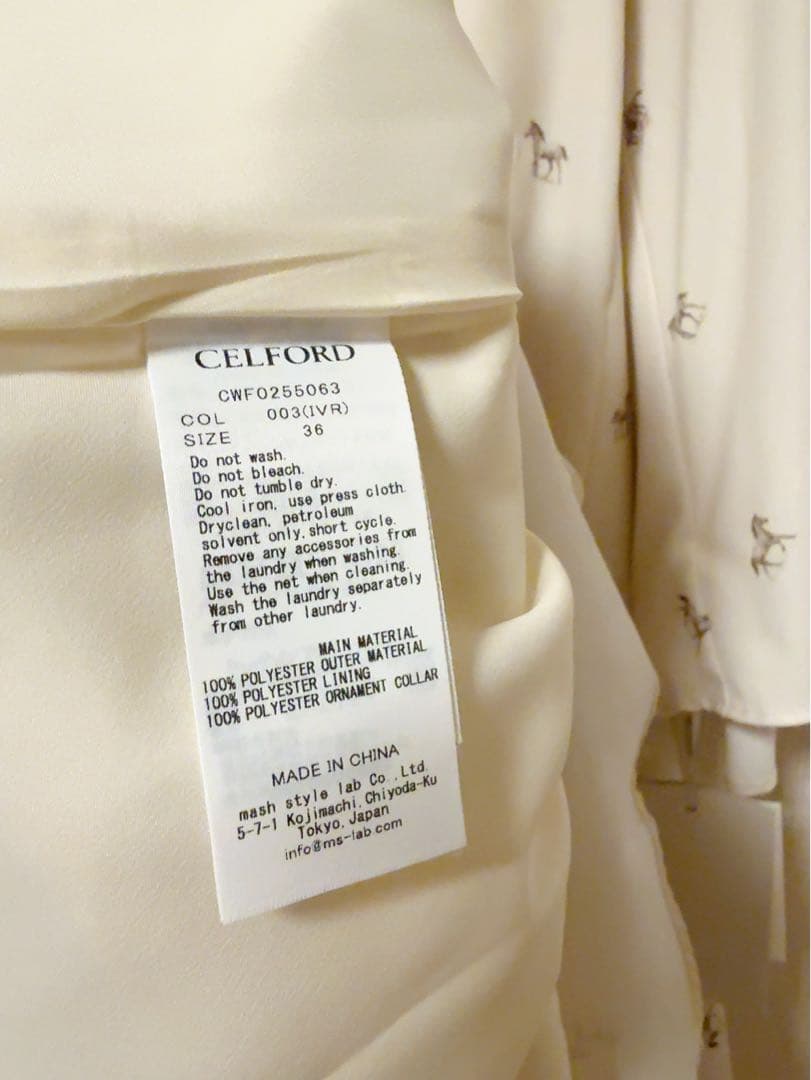 CELFORD
CWF0255063
COL 003(IVR)
SIZE 36
Do not wash.
Do not bleach.
Do not tumble dry.
Cool iron, use press cloth.
Dryclean, petroleum
solvent only, short cycle.
Remove any accessories from
the laundry when washing.
Use the net when cleaning.
Wash the laundry separately
from other laundry.
MAIN MATERIAL
100% POLYESTER OUTER MATERIAL
100% POLYESTER LINING
100% POLYESTER ORNAMENT COLLAR
MADE IN CHINA
mash style lab Co.,Ltd.
5-7-1 Kojimachi,Chiyoda-Ku
Tokyo,Japan
info@ms-lab.com